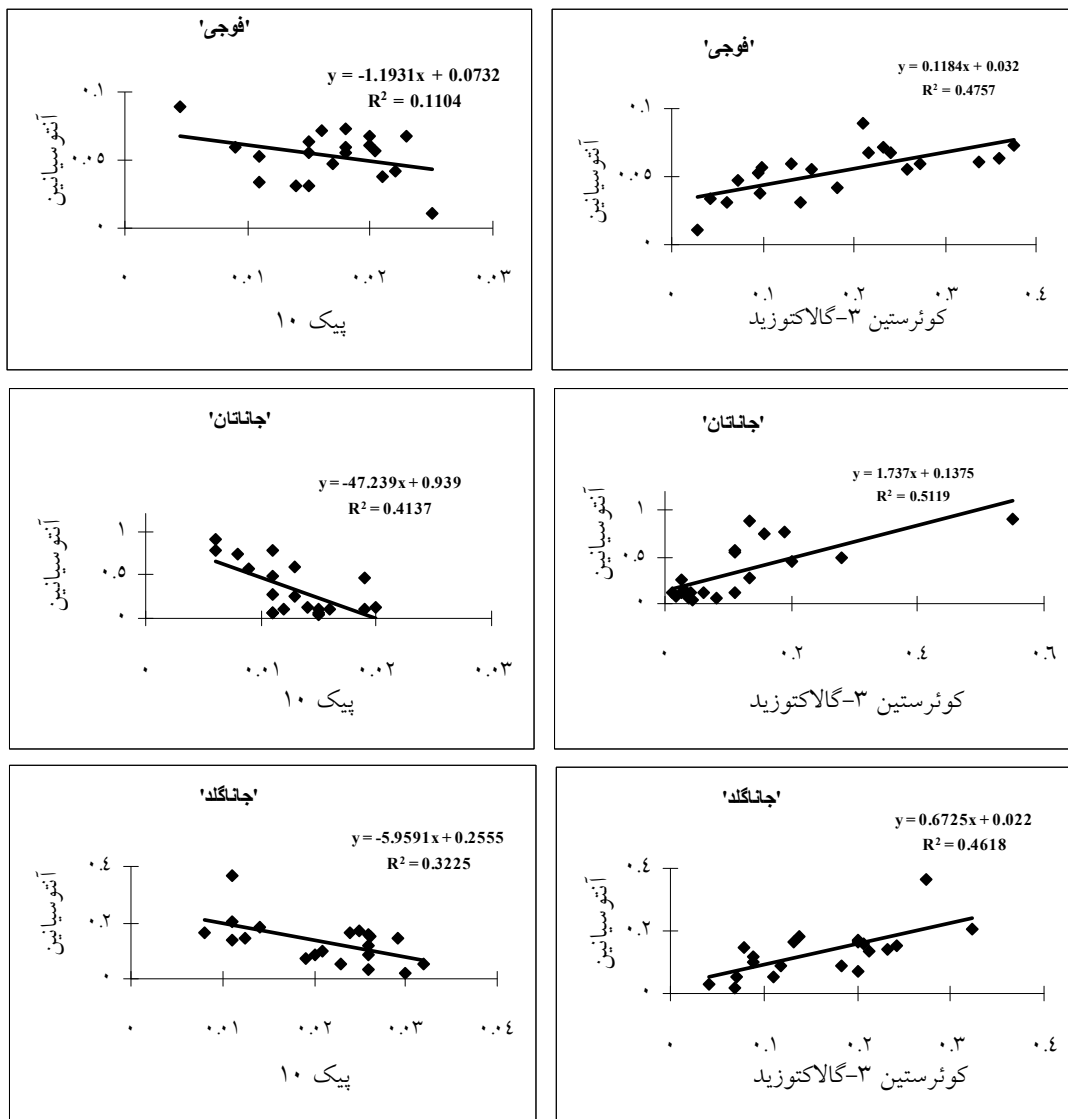 'فوجی'
y = -1.1931x + 0.0732
R² = 0.1104
آنتوسیانین
۰.۱
۰.۰۵
۰
۰ ۰.۰۱ ۰.۰۲ ۰.۰۳
پیک ۱۰
'فوجی'
y = 0.1184x + 0.032
R² = 0.4757
آنتوسیانین
۰.۱
۰.۰۵
۰
۰ ۰.۱ ۰.۲ ۰.۳ ۰.٤
کوئرستین ۳-گالاکتوزید
'جاناتان'
y = -47.239x + 0.939
R² = 0.4137
آنتوسیانین
۱
۰.۵
۰
۰ ۰.۰۱ ۰.۰۲ ۰.۰۳
پیک ۱۰
'جاناتان'
y = 1.737x + 0.1375
R² = 0.5119
آنتوسیانین
۱
۰.۵
۰
۰ ۰.۲ ۰.٤ ۰.٦
کوئرستین ۳-گالاکتوزید
'جاناگلد'
y = -5.9591x + 0.2555
R² = 0.3225
آنتوسیانین
۰.٤
۰.۲
۰
۰ ۰.۰۱ ۰.۰۲ ۰.۰۳ ۰.۰٤
پیک ۱۰
'جاناگلد'
y = 0.6725x + 0.022
R² = 0.4618
آنتوسیانین
۰.٤
۰.۲
۰
۰ ۰.۱ ۰.۲ ۰.۳ ۰.٤
کوئرستین ۳-گالاکتوزید